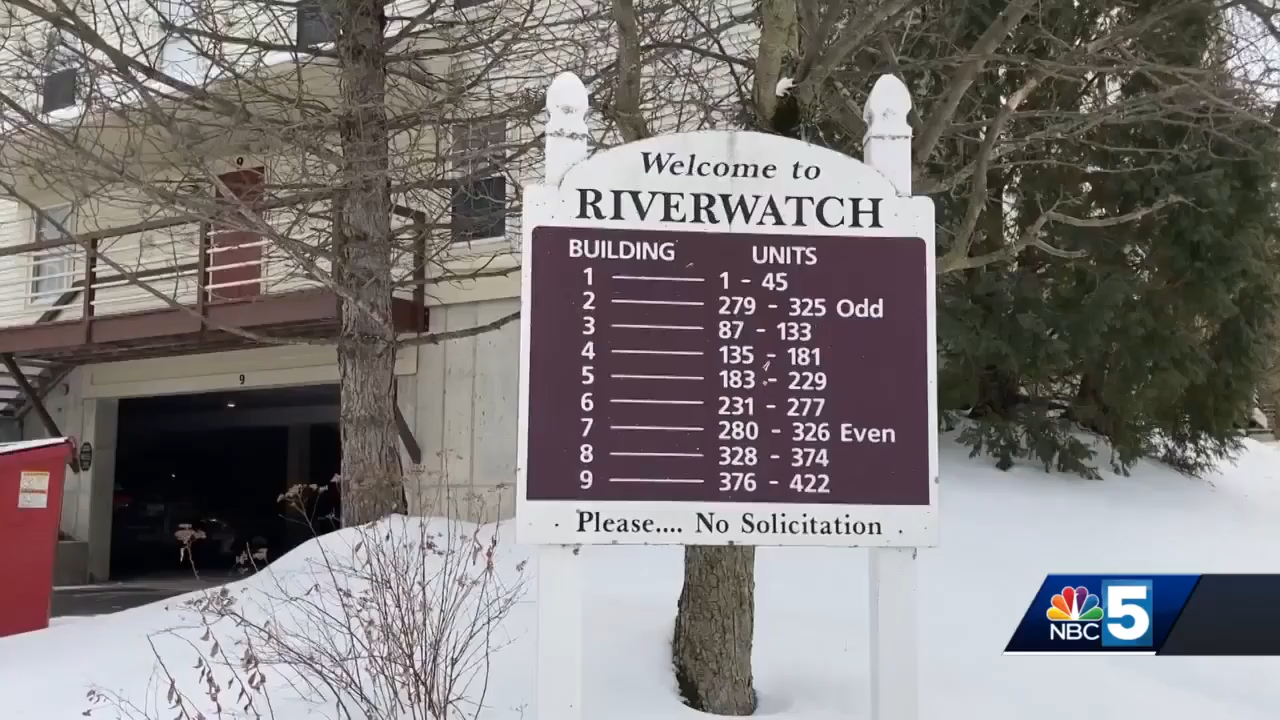 Welcome to
RIVERWATCH
BUILDING UNITS
1 1 - 45
2 279 - 325 Odd
3 87 - 133
4 135 - 181
5 183 - 229
6 231 - 277
7 280 - 326 Even
8 328 - 374
9 376 - 422
Please.... No Solicitation
9
9
NBC 5